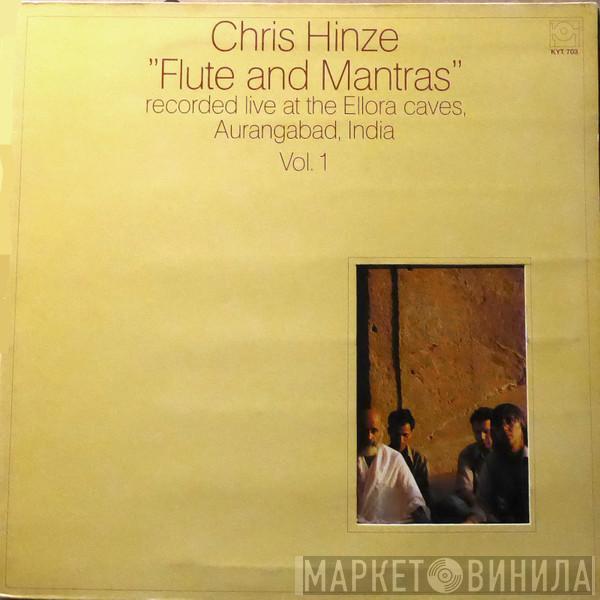 Chris Hinze
"Flute and Mantras"
recorded live at the Ellora caves,
Aurangabad, India
Vol. 1
KYT 703
МАРКЕТ ВИНИЛА